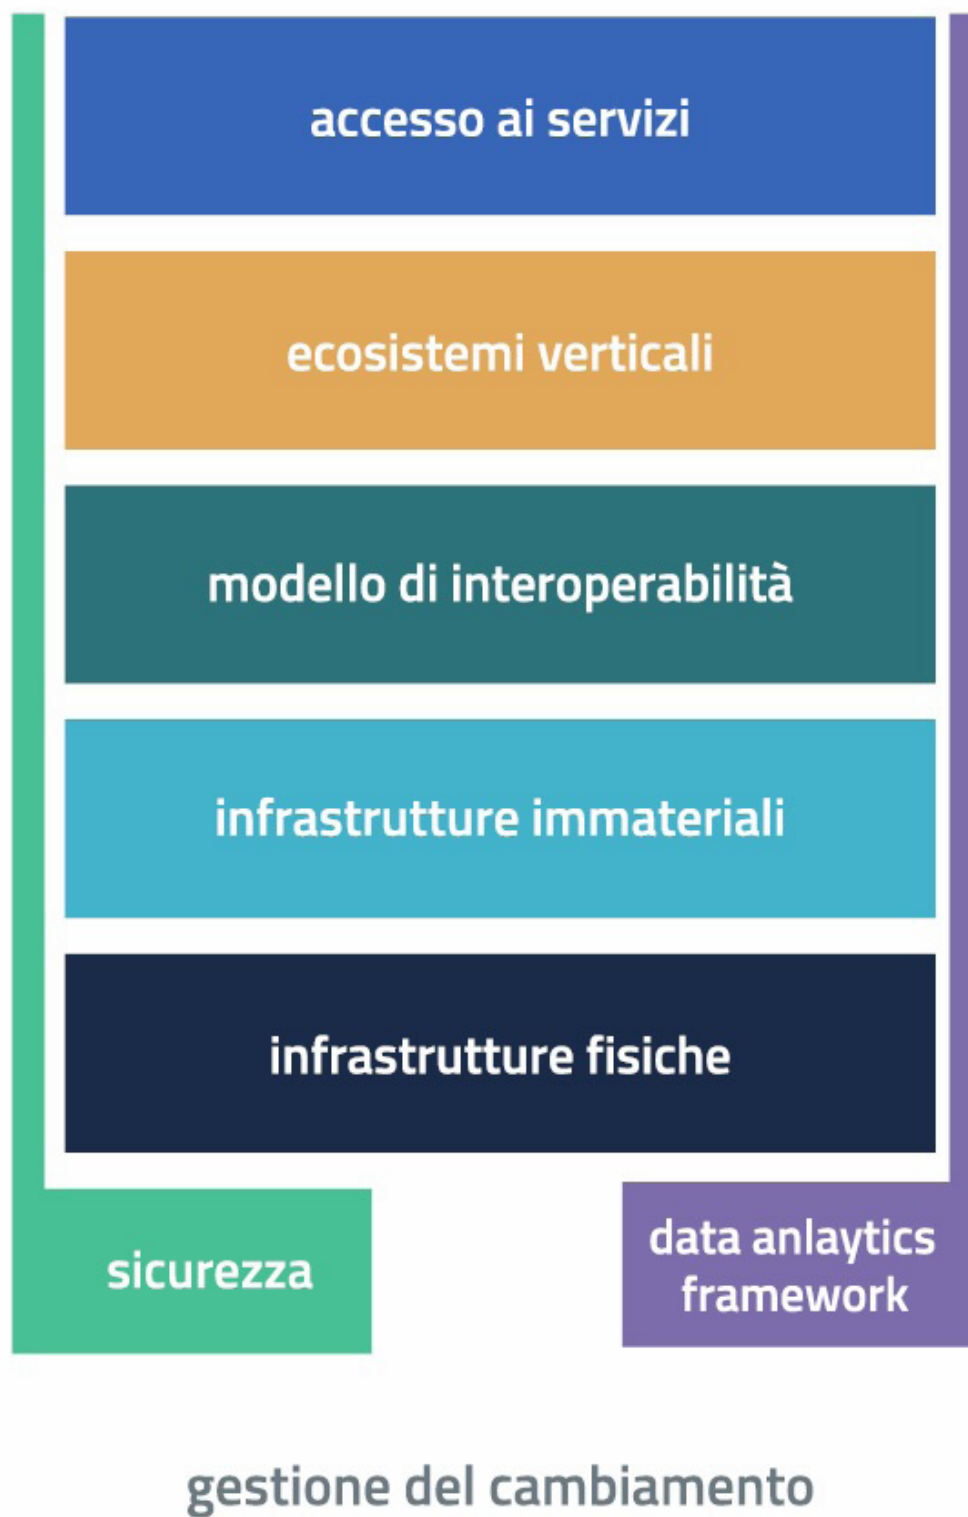 accesso ai servizi
ecosistemi verticali
modello di interoperabilità
infrastrutture immateriali
infrastrutture fisiche
sicurezza
data anlaytics
framework
gestione del cambiamento